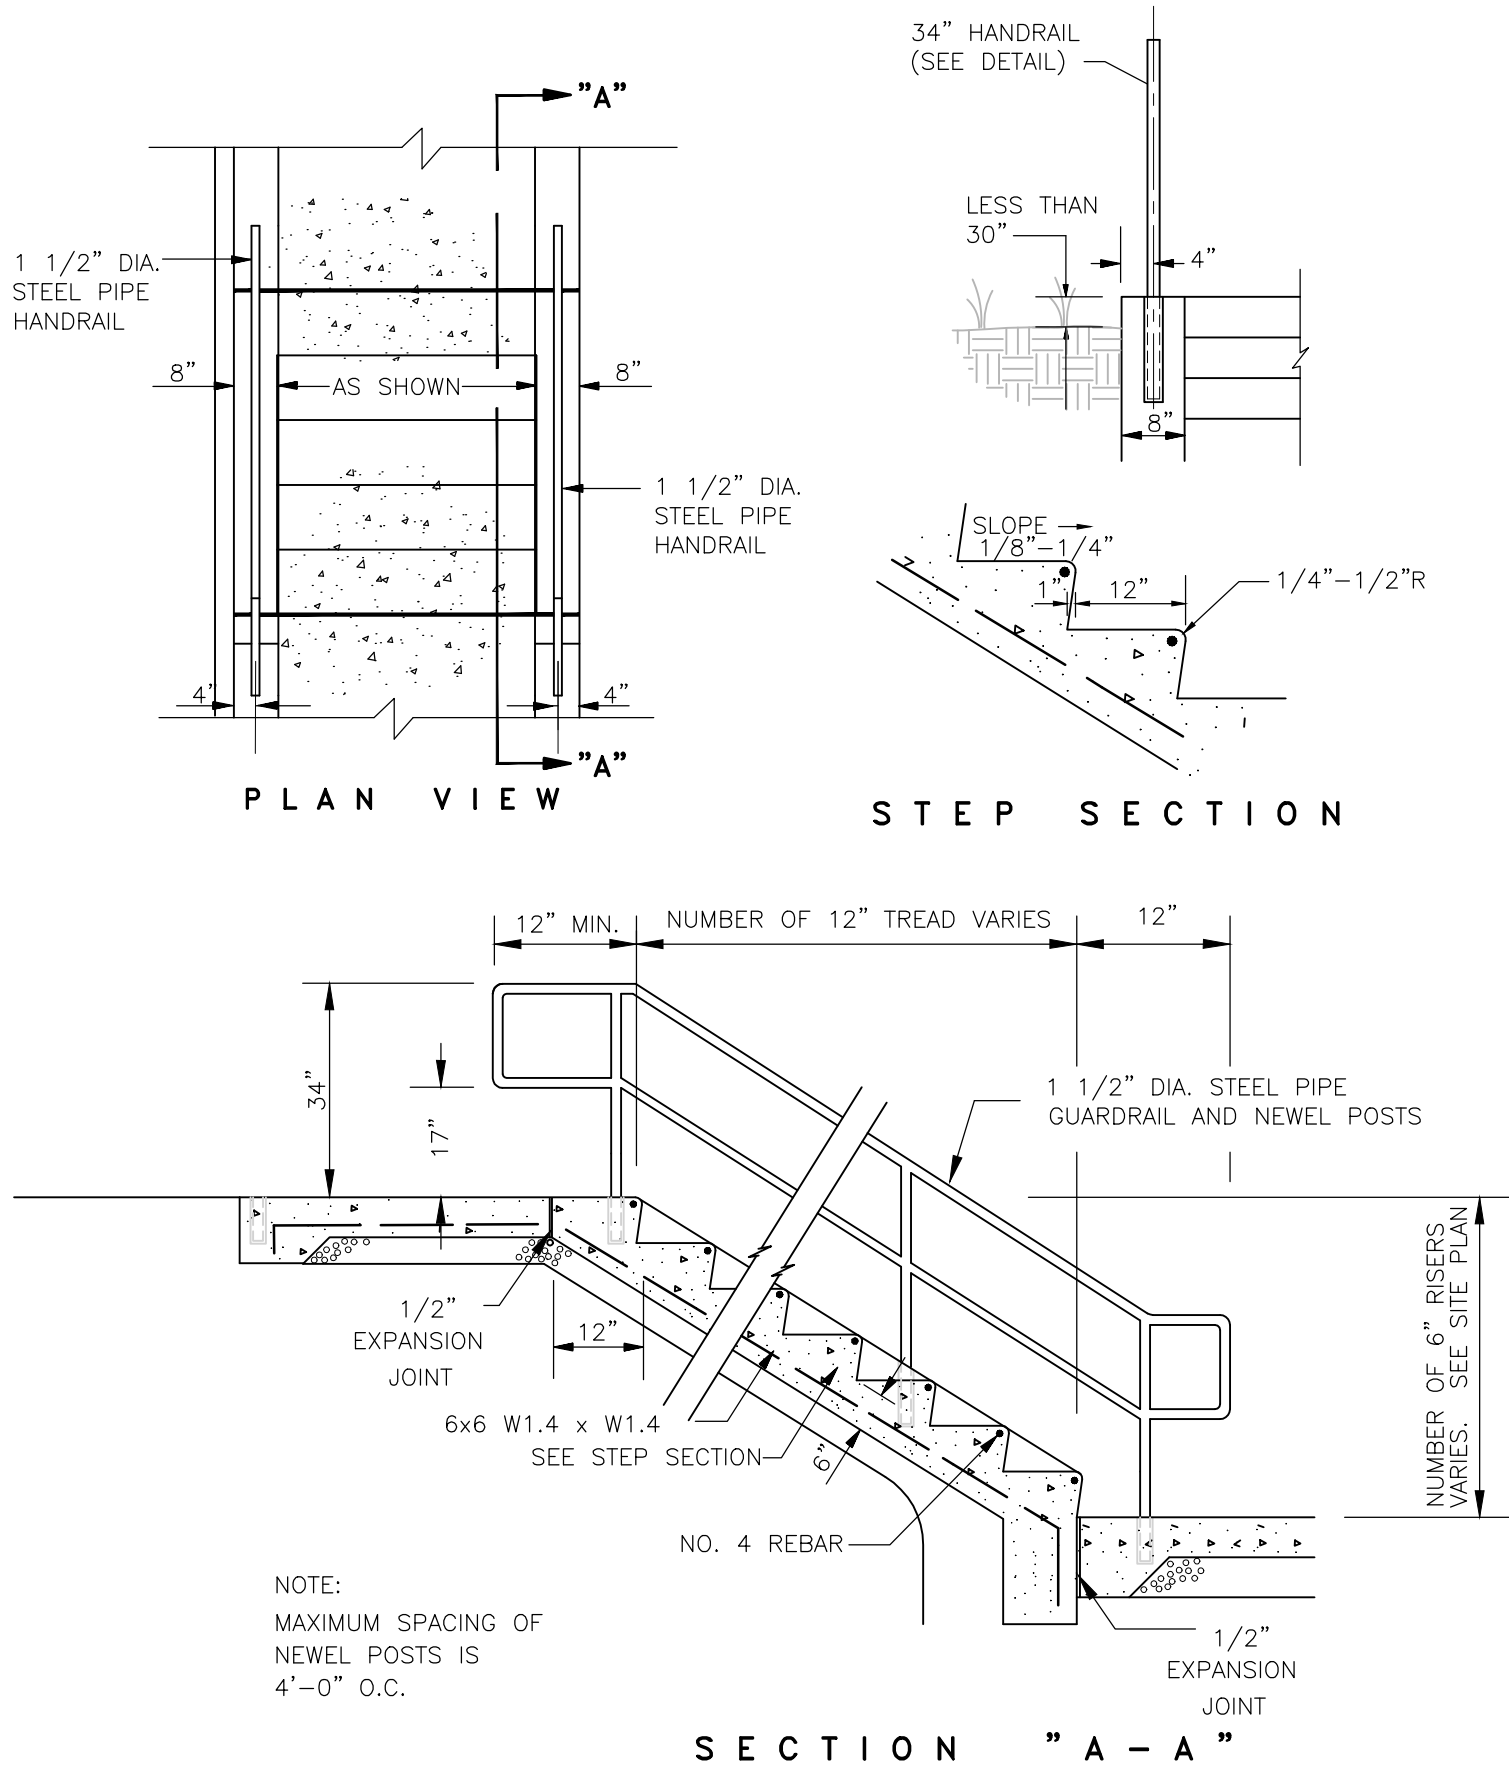 "A"
1 1/2" DIA.
STEEL PIPE
HANDRAIL
8"
AS SHOWN
8"
1 1/2" DIA.
STEEL PIPE
HANDRAIL
4"
4"
"A"
PLAN VIEW
34" HANDRAIL
(SEE DETAIL)
LESS THAN
30"
4"
8"
SLOPE
1/8"-1/4"
1"
12"
1/4"-1/2"R
STEP SECTION
12" MIN.
NUMBER OF 12" TREAD VARIES
12"
34"
17"
1 1/2" DIA. STEEL PIPE
GUARDRAIL AND NEWEL POSTS
NUMBER OF 6" RISERS
VARIES. SEE SITE PLAN
1/2"
EXPANSION
JOINT
12"
6x6 W1.4 x W1.4
SEE STEP SECTION
6"
NO. 4 REBAR
1/2"
EXPANSION
JOINT
NOTE:
MAXIMUM SPACING OF
NEWEL POSTS IS
4'-0" O.C.
SECTION "A-A"